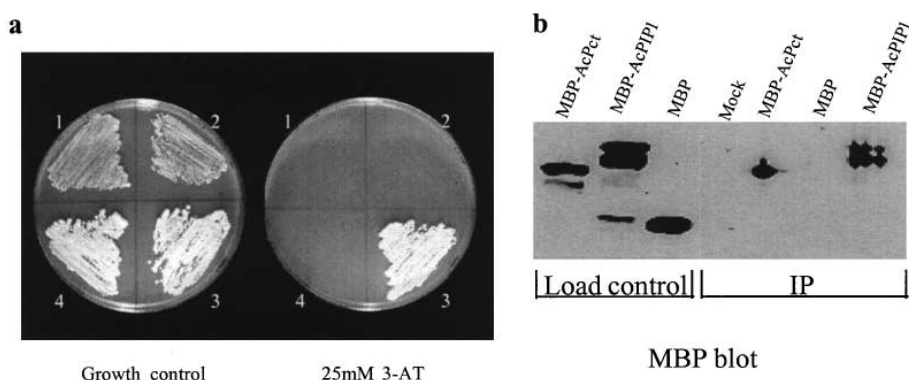 a
1
2
4
3
1
2
4
3
Growth control
25mM 3-AT
b
MBP-AcPct
MBP-AcPIPl
MBP
Mock
MBP-AcPct
MBP
MBP-AcPIPl
Load control
IP
MBP blot